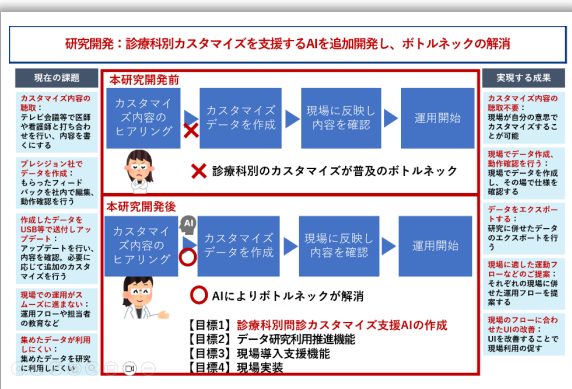 研究開発：診療科別カスタマイズを支援するAIを追加開発し、ボトルネックの解消
現在の課題
カスタマイズ内容の
聴取：
テレビ会議等で医師
や看護師と打ち合わ
せを行い、内容を書
くにする
プレシジョン社で
データを作成：
もらったフィード
バックを社内で編集、
動作確認を行う
作成したデータを
USB等で送付しアッ
プデート：
アップデートを行い、
内容を確認。必要に
応じて追加のカスタ
マイズを行う
現場での運用がス
ムーズに進まない：
運用フローや担当者
の教育など
集めたデータが利用
しにくい：
集めたデータを研究
に利用しにくい
本研究開発前
カスタマイ
ズ内容の
ヒアリング
カスタマイズ
データを作成
現場に反映し
内容を確認
運用開始
診療科別のカスタマイズが普及のボトルネック
本研究開発後
カスタマイ
ズ内容の
ヒアリング
AI
カスタマイズ
データを作成
現場に反映し
内容を確認
運用開始
AIによりボトルネックが解消
【目標1】診療科別問診カスタマイズ支援AIの作成
【目標2】データ研究利用推進機能
【目標3】現場導入支援機能
【目標4】現場実装
実現する成果
カスタマイズ内容の
聴取不要：
現場が自分の意思で
カスタマイズするこ
とが可能
現場でデータ作成、
動作確認を行う：
現場でデータを作成
し、その場で仕様を
確認する
データをエクスポー
トする：
研究に併せたデータ
のエクスポートを行
う
現場に適した運動フ
ローなどのご提案：
それぞれの現場に併
せた運用フローを提
案する
現場のフローに合わ
せたUIの改善：
UIを改善することで
現場利用の促す